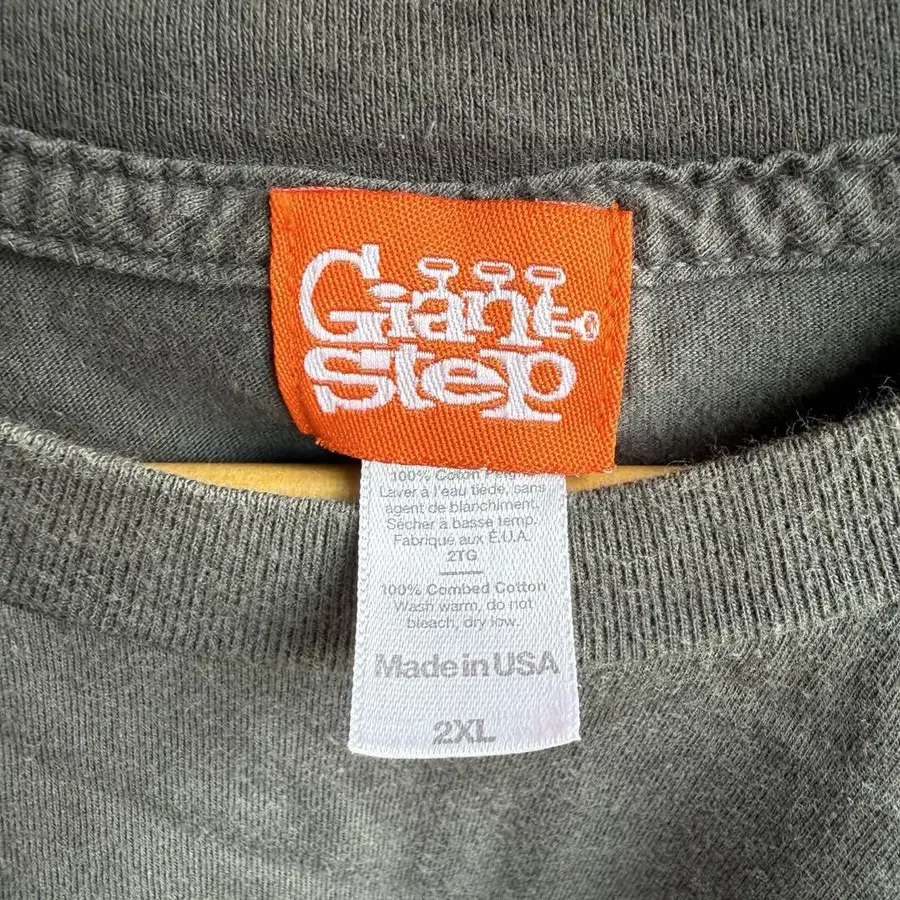 Giant
Step
100% Coton
Laver à l'eau tiède, sans
agent de blanchiment.
Sécher à basse temp.
Fabriqué aux É.U.A.
2TG
100% Combed Cotton
Wash warm, do not
bleach, dry low.
Made in USA
2XL